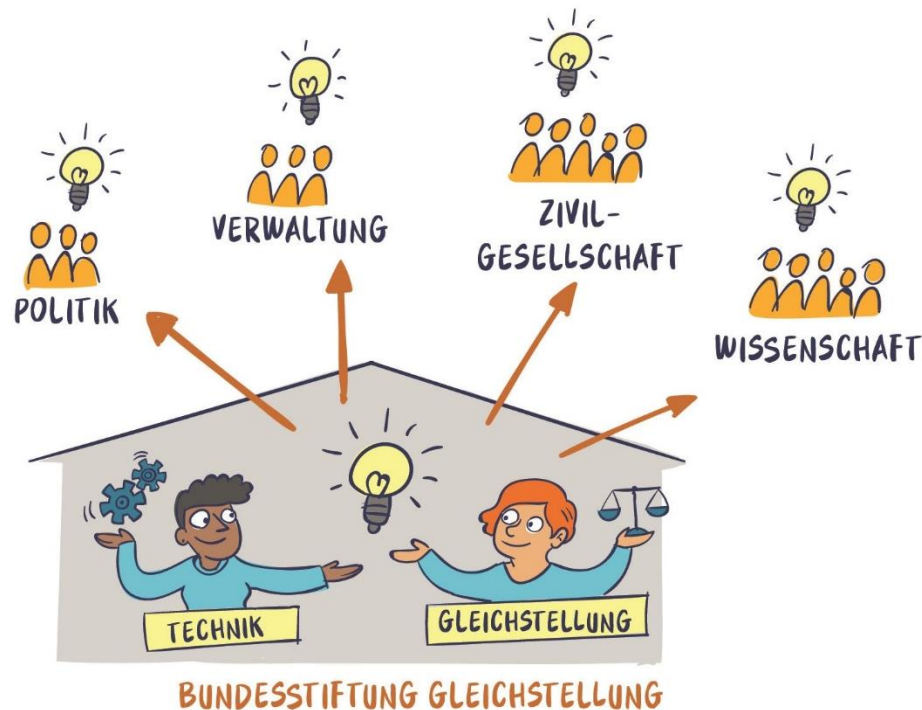 POLITIK
VERWALTUNG
ZIVIL-
GESELLSCHAFT
WISSENSCHAFT
TECHNIK
GLEICHSTELLUNG
BUNDESSTIFTUNG GLEICHSTELLUNG